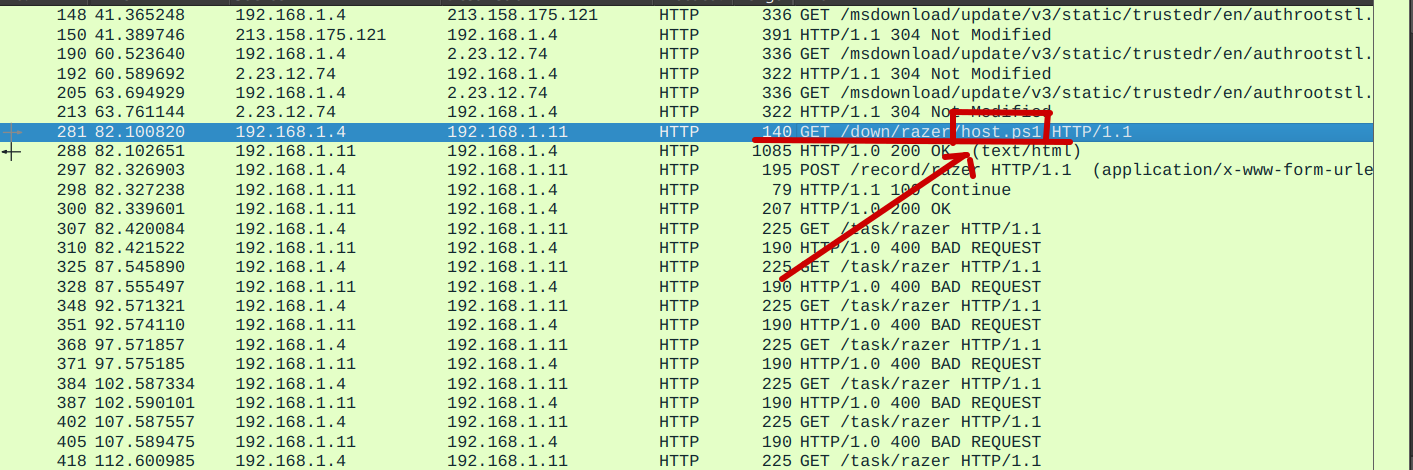 148 41.365248 192.168.1.4 213.158.175.121 HTTP 336 GET /msdownload/update/v3/static/trustedr/en/authrootstl.
150 41.389746 213.158.175.121 192.168.1.4 HTTP 391 HTTP/1.1 304 Not Modified
190 60.523640 192.168.1.4 2.23.12.74 HTTP 336 GET /msdownload/update/v3/static/trustedr/en/authrootstl.
192 60.589692 2.23.12.74 192.168.1.4 HTTP 322 HTTP/1.1 304 Not Modified
205 63.694929 192.168.1.4 2.23.12.74 HTTP 336 GET /msdownload/update/v3/static/trustedr/en/authrootstl.
213 63.761144 2.23.12.74 192.168.1.4 HTTP 322 HTTP/1.1 304 Not Modified
281 82.100820 192.168.1.4 192.168.1.11 HTTP 140 GET /down/razer/host.ps1 HTTP/1.1
288 82.102651 192.168.1.11 192.168.1.4 HTTP 1085 HTTP/1.0 200 OK (text/html)
297 82.326903 192.168.1.4 192.168.1.11 HTTP 195 POST /record/razer HTTP/1.1 (application/x-www-form-urle
298 82.327238 192.168.1.11 192.168.1.4 HTTP 79 HTTP/1.1 100 Continue
300 82.339601 192.168.1.11 192.168.1.4 HTTP 207 HTTP/1.0 200 OK
307 82.420084 192.168.1.4 192.168.1.11 HTTP 225 GET /task/razer HTTP/1.1
310 82.421522 192.168.1.11 192.168.1.4 HTTP 190 HTTP/1.0 400 BAD REQUEST
325 87.545890 192.168.1.4 192.168.1.11 HTTP 225 GET /task/razer HTTP/1.1
328 87.555497 192.168.1.11 192.168.1.4 HTTP 190 HTTP/1.0 400 BAD REQUEST
348 92.571321 192.168.1.4 192.168.1.11 HTTP 225 GET /task/razer HTTP/1.1
351 92.574110 192.168.1.11 192.168.1.4 HTTP 190 HTTP/1.0 400 BAD REQUEST
368 97.571857 192.168.1.4 192.168.1.11 HTTP 225 GET /task/razer HTTP/1.1
371 97.575185 192.168.1.11 192.168.1.4 HTTP 190 HTTP/1.0 400 BAD REQUEST
384 102.587334 192.168.1.4 192.168.1.11 HTTP 225 GET /task/razer HTTP/1.1
387 102.590101 192.168.1.11 192.168.1.4 HTTP 190 HTTP/1.0 400 BAD REQUEST
402 107.587557 192.168.1.4 192.168.1.11 HTTP 225 GET /task/razer HTTP/1.1
405 107.589475 192.168.1.11 192.168.1.4 HTTP 190 HTTP/1.0 400 BAD REQUEST
418 112.600985 192.168.1.4 192.168.1.11 HTTP 225 GET /task/razer HTTP/1.1